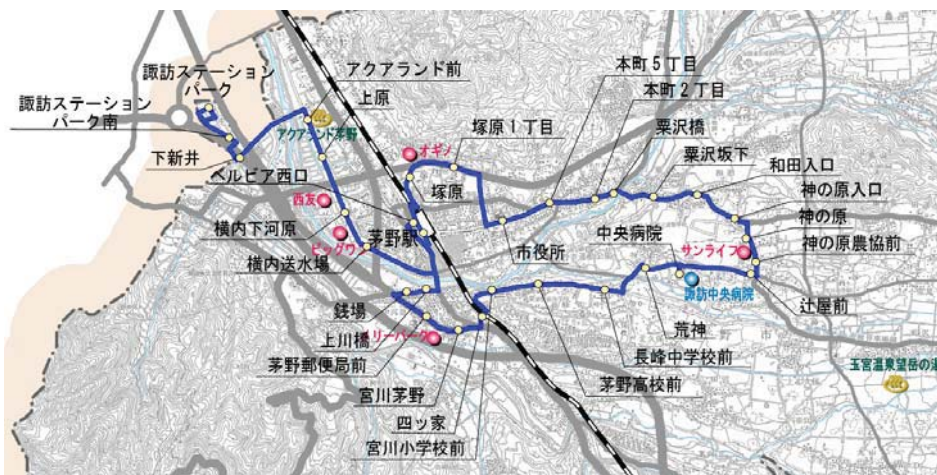 諏訪ステーション
パーク
諏訪ステーション
パーク南
下新井
アクアランド前
上原
アクアランド茅野
ベルビア西口
西友
横内下河原
ビッグワン
横内送水場
茅野駅
オギノ
塚原１丁目
塚原
本町５丁目
本町２丁目
粟沢橋
粟沢坂下
和田入口
神の原入口
神の原
神の原農協前
市役所
中央病院
サンライフ
諏訪中央病院
辻屋前
荒神
長峰中学校前
茅野高校前
銭場
上川橋
メリーパーク
茅野郵便局前
宮川茅野
四ッ家
宮川小学校前
玉宮温泉望岳の湯